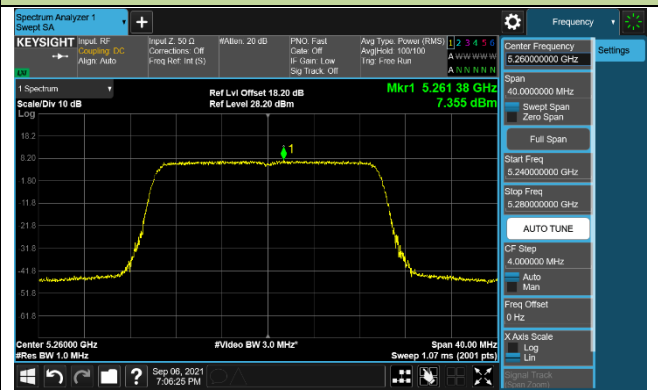 Spectrum Analyzer 1
Swept SA
Frequency
KEYSIGHT
Input: RF
Coupling: DC
Align: Auto
Input Z: 50 Ω
Corrections: Off
Freq Ref: Int (S)
#Atten: 20 dB
PNO: Fast
Gate: Off
IF Gain: Low
Sig Track: Off
Avg Type: Power (RMS)
Avg|Hold: 100/100
Trig: Free Run
1 2 3 4 5 6
A W W W W W
A N N N N N
LXI
1 Spectrum
Scale/Div 10 dB
Log
Ref Lvl Offset 18.20 dB
Ref Level 28.20 dBm
Mkr1 5.261 38 GHz
7.355 dBm
1
18.2
8.20
-1.80
-11.8
-21.8
-31.8
-41.8
-51.8
-61.8
Center 5.26000 GHz
#Res BW 1.0 MHz
#Video BW 3.0 MHz*
Span 40.00 MHz
Sweep 1.07 ms (2001 pts)
Sep 06, 2021
7:06:25 PM
Center Frequency
5.260000000 GHz
Settings
Span
40.0000000 MHz
Swept Span
Zero Span
Full Span
Start Freq
5.240000000 GHz
Stop Freq
5.280000000 GHz
AUTO TUNE
CF Step
4.000000 MHz
Auto
Man
Freq Offset
0 Hz
X Axis Scale
Log
Lin
Signal Track
(Span Zoom)